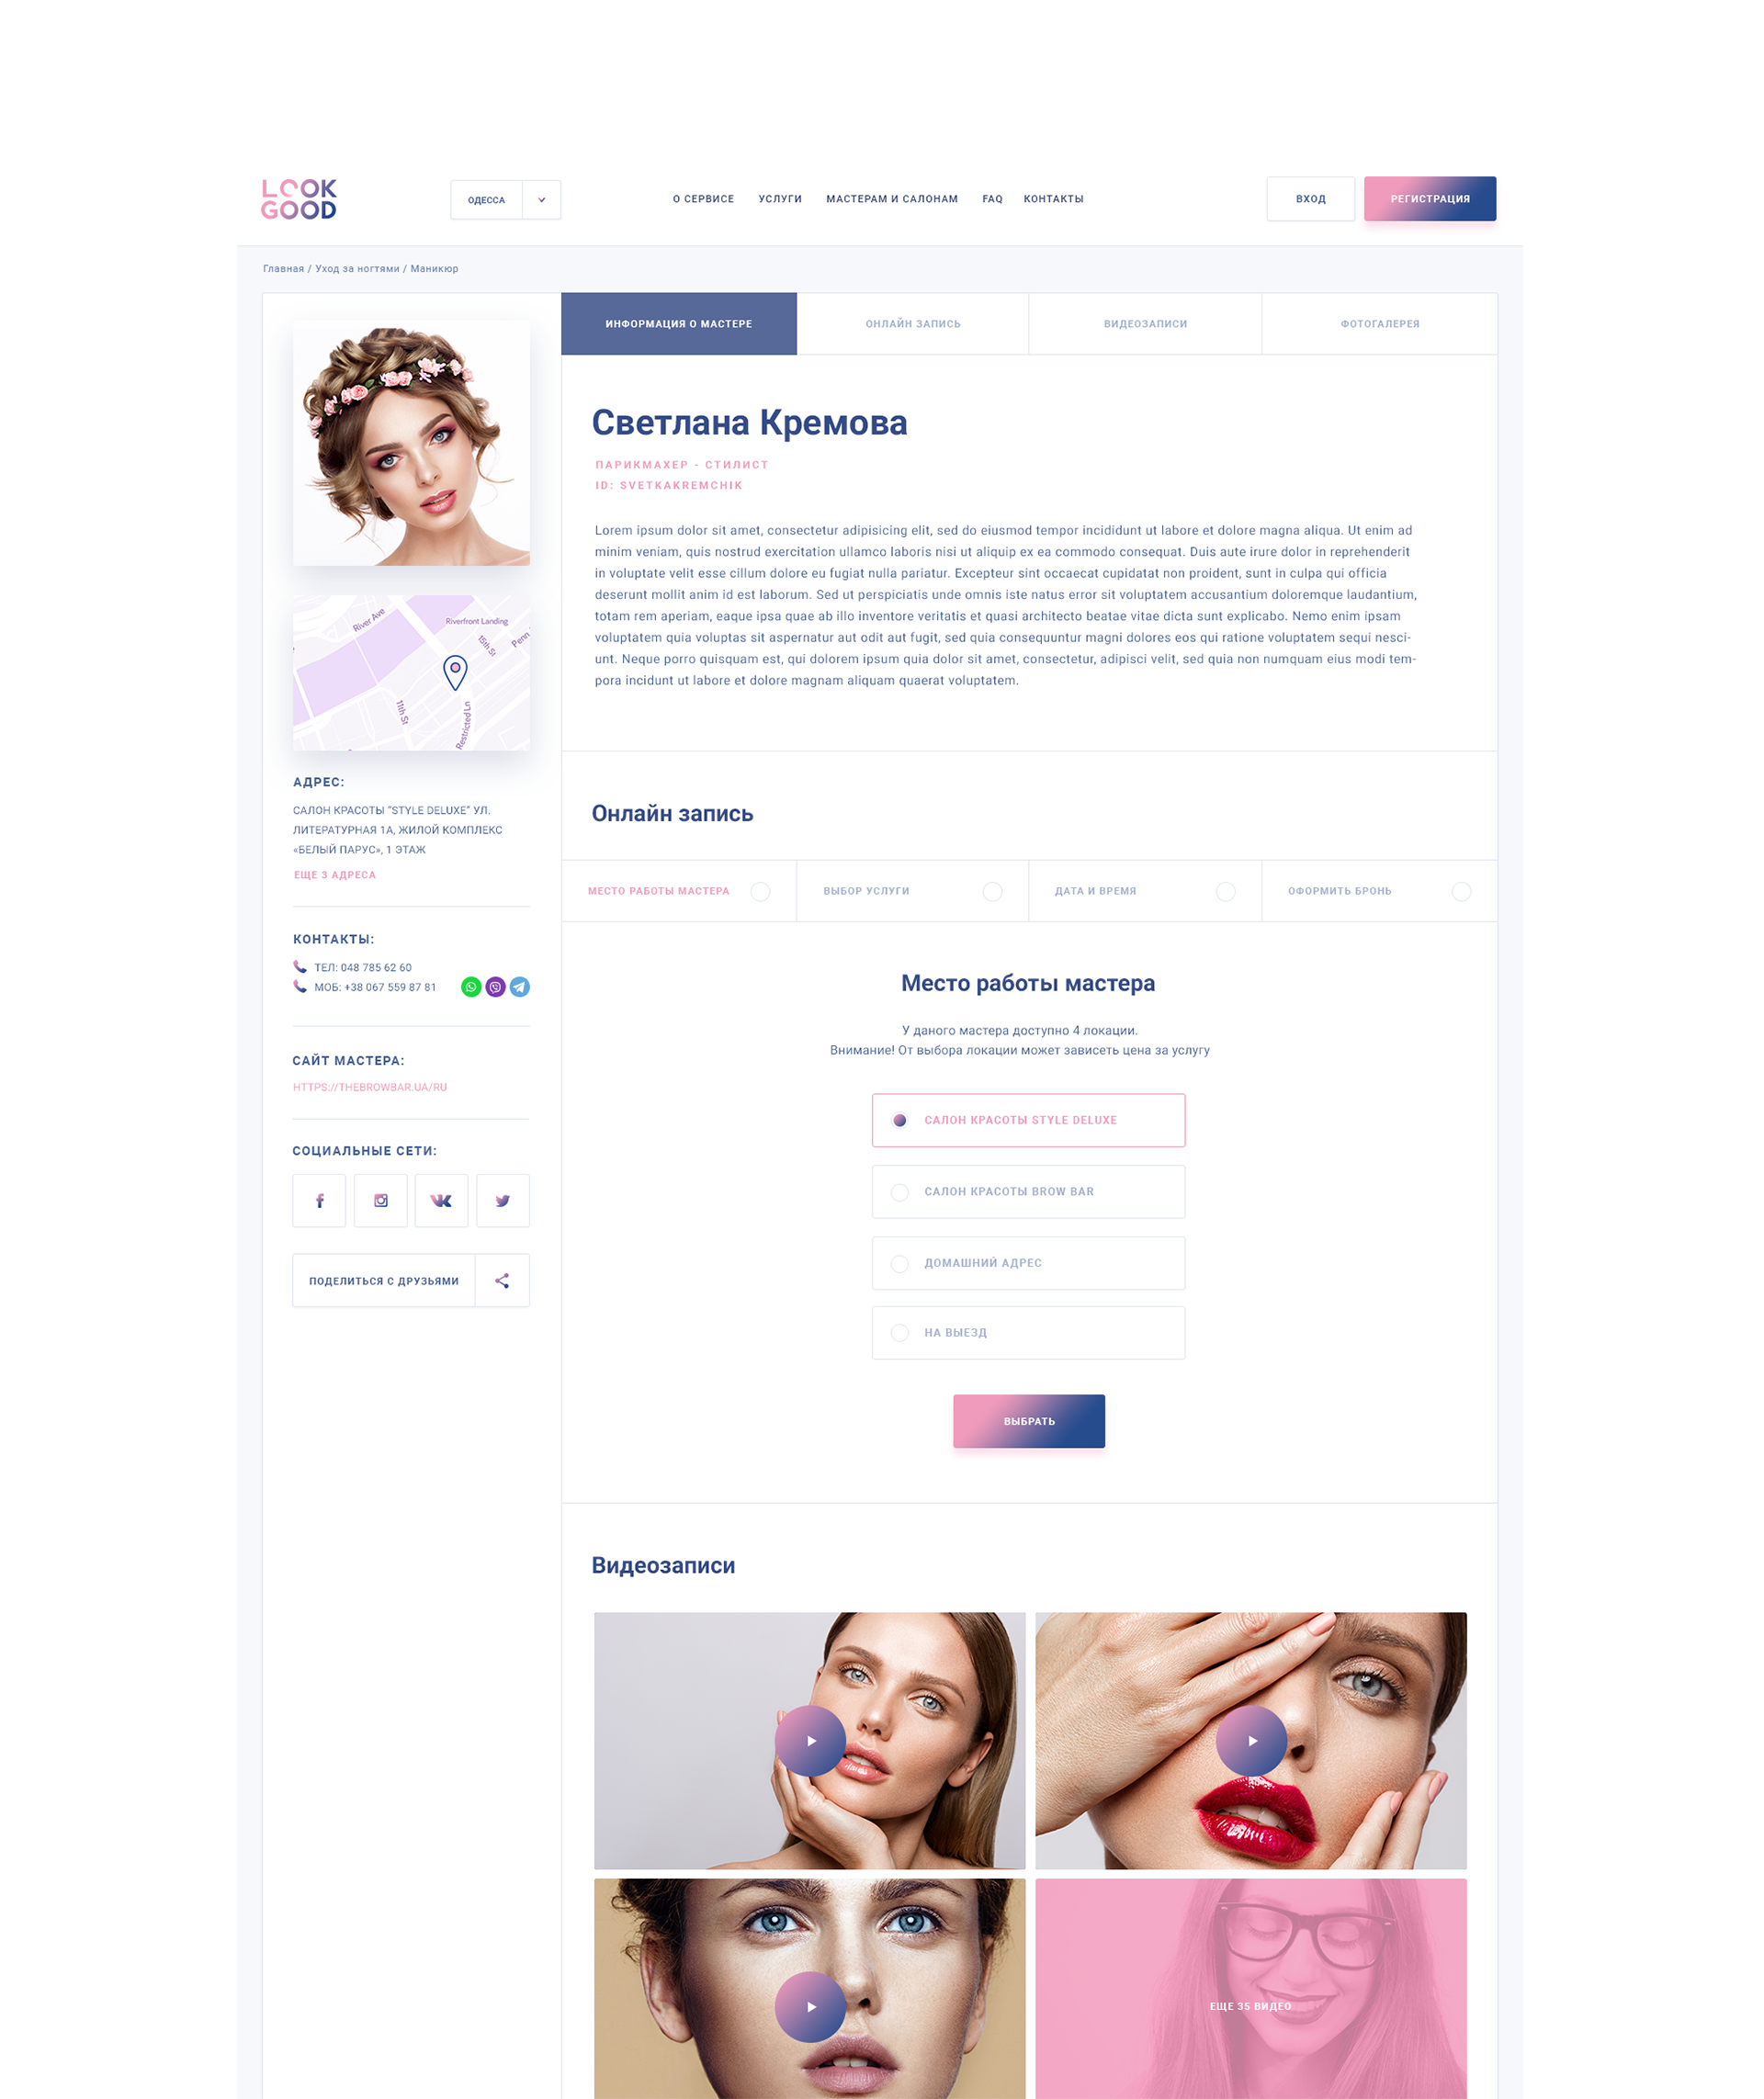 LOOK
GOOD
ОДЕССА
О СЕРВИСЕ
УСЛУГИ
МАСТЕРАМ И САЛОНАМ
FAQ
КОНТАКТЫ
ВХОД
РЕГИСТРАЦИЯ
Главная / Уход за ногтями / Маникюр
River Ave
Riverfront Landing
15th St
Penn
11th St
Restricted Ln
АДРЕС:
САЛОН КРАСОТЫ “STYLE DELUXE” УЛ.
ЛИТЕРАТУРНАЯ 1А, ЖИЛОЙ КОМПЛЕКС
«БЕЛЫЙ ПАРУС», 1 ЭТАЖ
ЕЩЕ 3 АДРЕСА
КОНТАКТЫ:
ТЕЛ: 048 785 62 60
МОБ: +38 067 559 87 81
САЙТ МАСТЕРА:
HTTPS://THEBROWBAR.UA/RU
СОЦИАЛЬНЫЕ СЕТИ:
ПОДЕЛИТЬСЯ С ДРУЗЬЯМИ
ИНФОРМАЦИЯ О МАСТЕРЕ
ОНЛАЙН ЗАПИСЬ
ВИДЕОЗАПИСИ
ФОТОГАЛЕРЕЯ
Светлана Кремова
ПАРИКМАХЕР - СТИЛИСТ
ID: SVETKAKREMCHIK
Lorem ipsum dolor sit amet, consectetur adipisicing elit, sed do eiusmod tempor incididunt ut labore et dolore magna aliqua. Ut enim ad
minim veniam, quis nostrud exercitation ullamco laboris nisi ut aliquip ex ea commodo consequat. Duis aute irure dolor in reprehenderit
in voluptate velit esse cillum dolore eu fugiat nulla pariatur. Excepteur sint occaecat cupidatat non proident, sunt in culpa qui officia
deserunt mollit anim id est laborum. Sed ut perspiciatis unde omnis iste natus error sit voluptatem accusantium doloremque laudantium,
totam rem aperiam, eaque ipsa quae ab illo inventore veritatis et quasi architecto beatae vitae dicta sunt explicabo. Nemo enim ipsam
voluptatem quia voluptas sit aspernatur aut odit aut fugit, sed quia consequuntur magni dolores eos qui ratione voluptatem sequi nesci-
unt. Neque porro quisquam est, qui dolorem ipsum quia dolor sit amet, consectetur, adipisci velit, sed quia non numquam eius modi tem-
pora incidunt ut labore et dolore magnam aliquam quaerat voluptatem.
Онлайн запись
МЕСТО РАБОТЫ МАСТЕРА
ВЫБОР УСЛУГИ
ДАТА И ВРЕМЯ
ОФОРМИТЬ БРОНЬ
Место работы мастера
У даного мастера доступно 4 локации.
Внимание! От выбора локации может зависеть цена за услугу
САЛОН КРАСОТЫ STYLE DELUXE
САЛОН КРАСОТЫ BROW BAR
ДОМАШНИЙ АДРЕС
НА ВЫЕЗД
ВЫБРАТЬ
Видеозаписи
ЕЩЕ 35 ВИДЕО